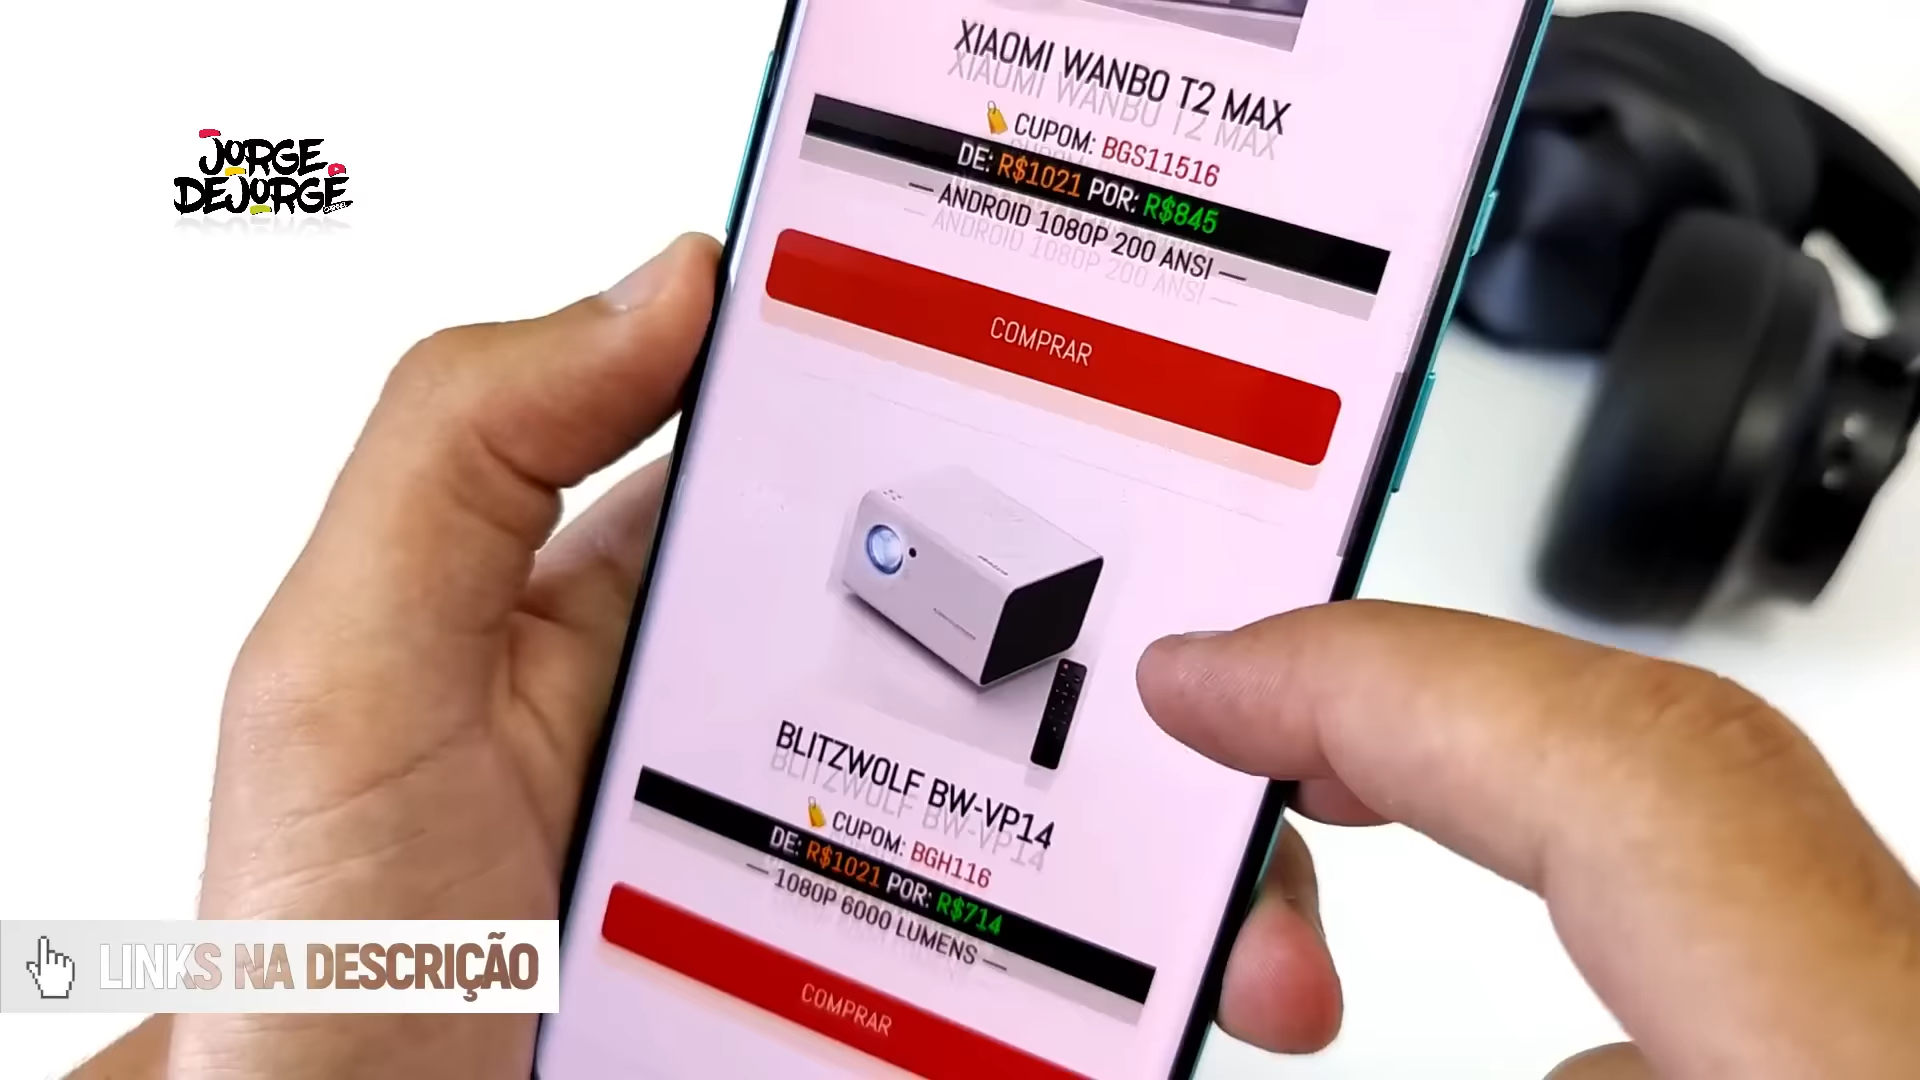 JORGE
DEJORGE
XIAOMI WANBO T2 MAX
CUPOM: BGS11516
DE: R$1021 POR: R$845
— ANDROID 1080P 200 ANSI —
COMPRAR
BLITZWOLF BW-VP14
CUPOM: BGH116
DE: R$1021 POR: R$714
— 1080P 6000 LUMENS —
COMPRAR
LINKS NA DESCRIÇÃO